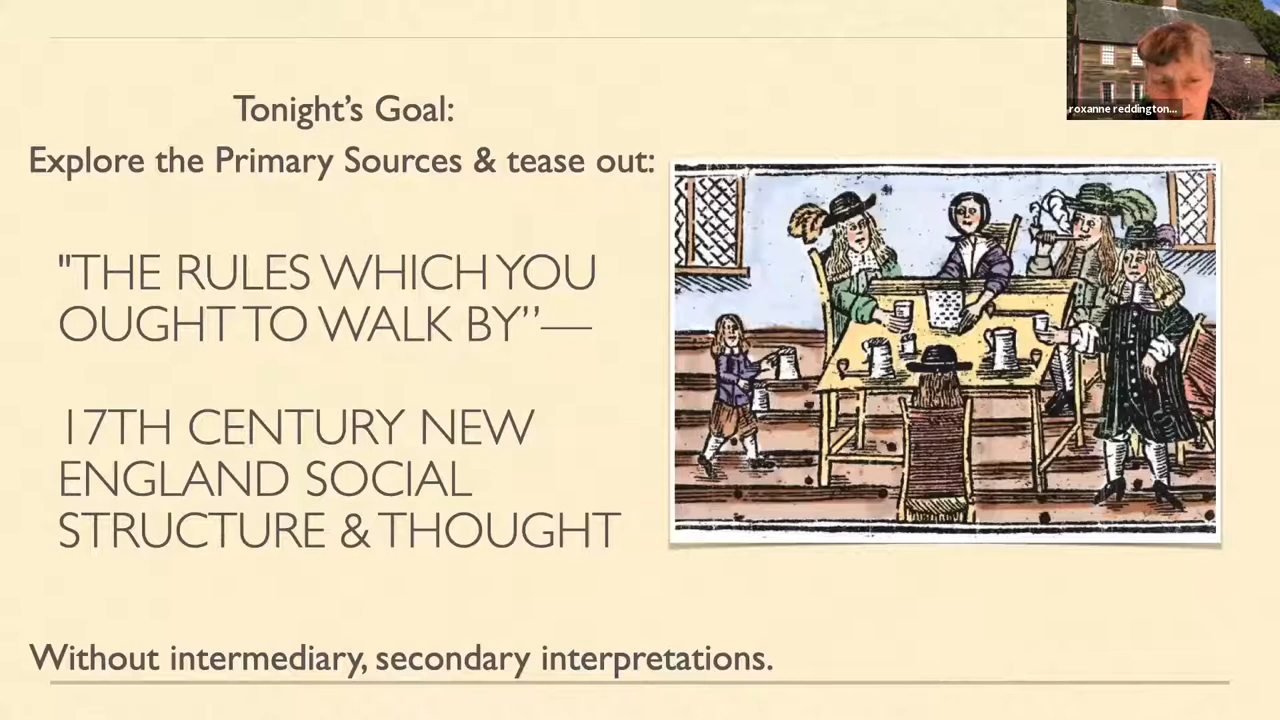 Tonight’s Goal:
Explore the Primary Sources & tease out:
"THE RULES WHICH YOU
OUGHT TO WALK BY”—
17TH CENTURY NEW
ENGLAND SOCIAL
STRUCTURE & THOUGHT
Without intermediary, secondary interpretations.
roxanne reddington...